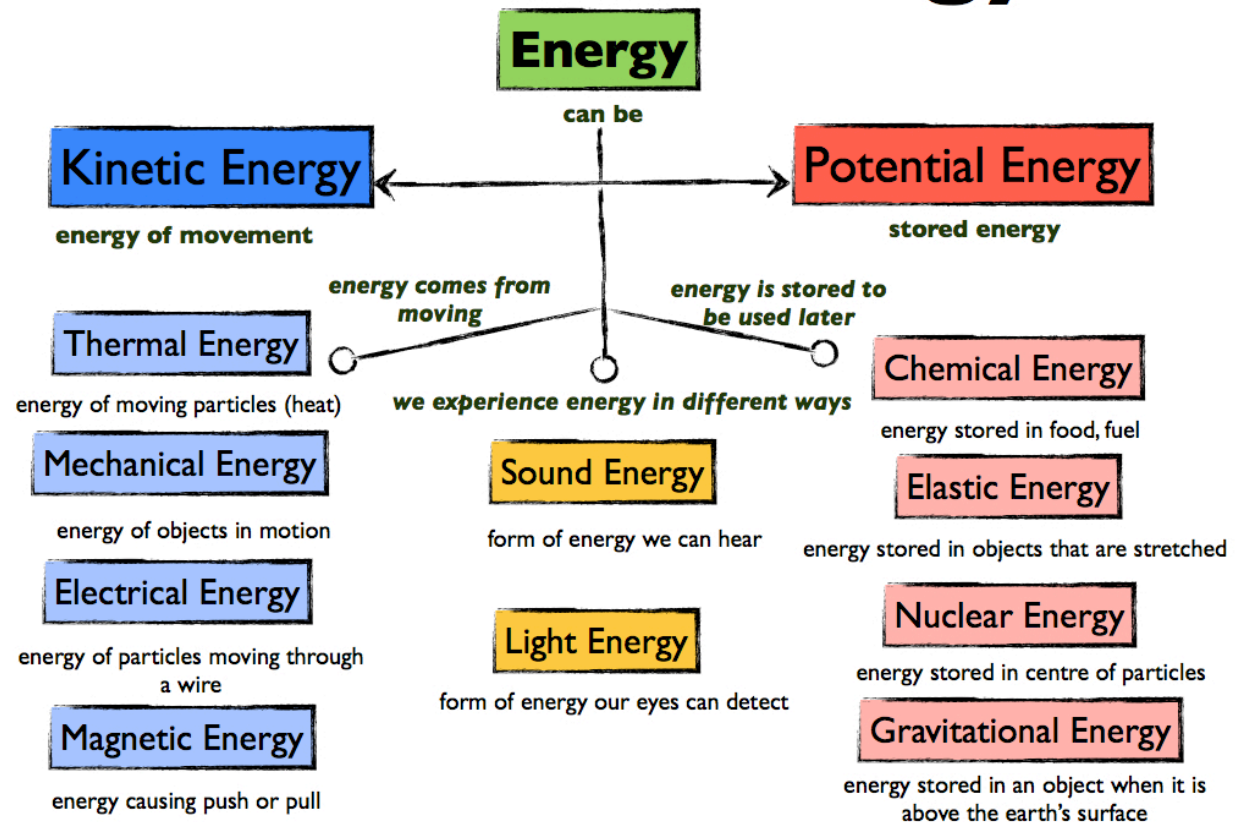 Energy
can be
Kinetic Energy
energy of movement
Potential Energy
stored energy
energy comes from
moving
energy is stored to
be used later
we experience energy in different ways
Thermal Energy
energy of moving particles (heat)
Mechanical Energy
energy of objects in motion
Electrical Energy
energy of particles moving through
a wire
Magnetic Energy
energy causing push or pull
Sound Energy
form of energy we can hear
Light Energy
form of energy our eyes can detect
Chemical Energy
energy stored in food, fuel
Elastic Energy
energy stored in objects that are stretched
Nuclear Energy
energy stored in centre of particles
Gravitational Energy
energy stored in an object when it is
above the earth's surface